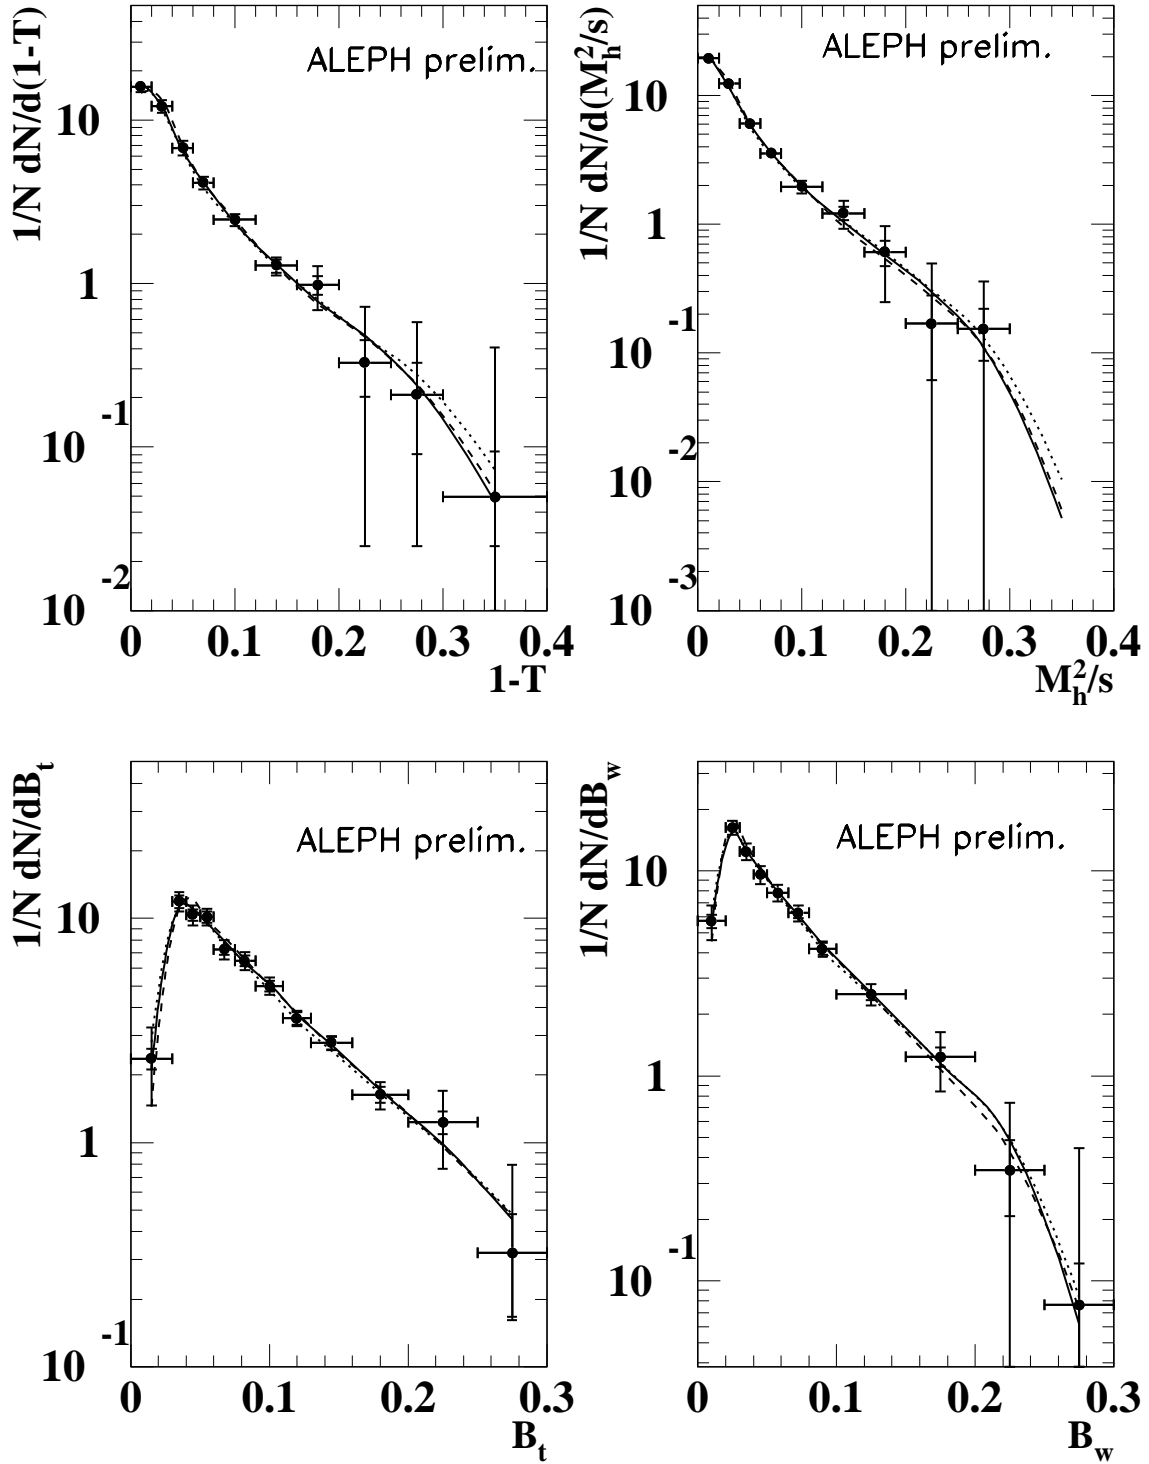 1/N dN/d(1-T)
ALEPH prelim.
10
1
10 -1
10 -2
0 0.1 0.2 0.3 0.4
1-T
1/N dN/d(M_h^2/s)
ALEPH prelim.
10
1
10 -1
10 -2
10 -3
0 0.1 0.2 0.3 0.4
M_h^2/s
1/N dN/dB_t
ALEPH prelim.
10
1
10 -1
0 0.1 0.2 0.3
B_t
1/N dN/dB_w
ALEPH prelim.
10
1
10 -1
0 0.1 0.2 0.3
B_w